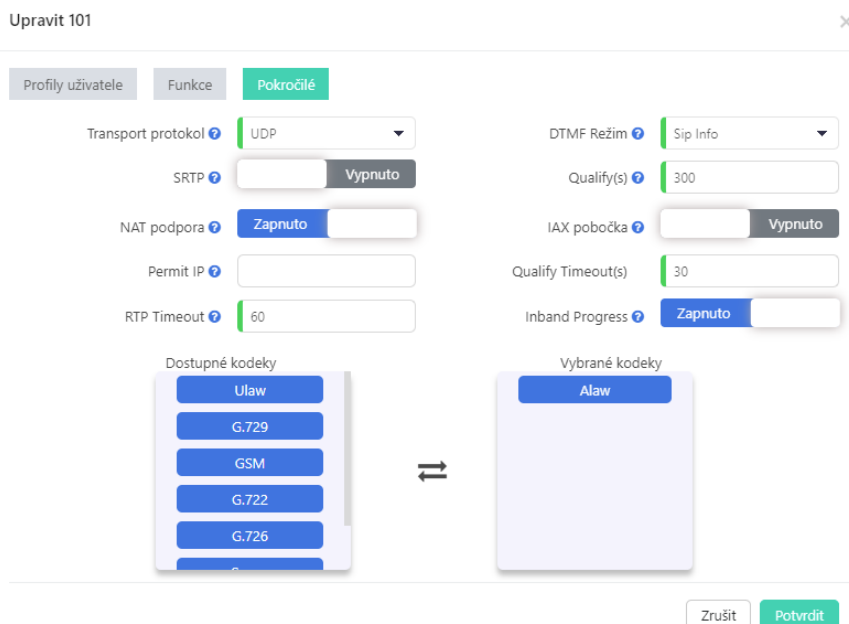 Upravit 101
Profily uživatele Funkce Pokročilé
Transport protokol UDP DTMF Režim Sip Info
SRTP Vypnuto Qualify(s) 300
NAT podpora Zapnuto IAX pobočka Vypnuto
Permit IP Qualify Timeout(s) 30
RTP Timeout 60 Inband Progress Zapnuto
Dostupné kodeky Vybrané kodeky
Ulaw Alaw
G.729
GSM
G.722
G.726
Zrušit Potvrdit